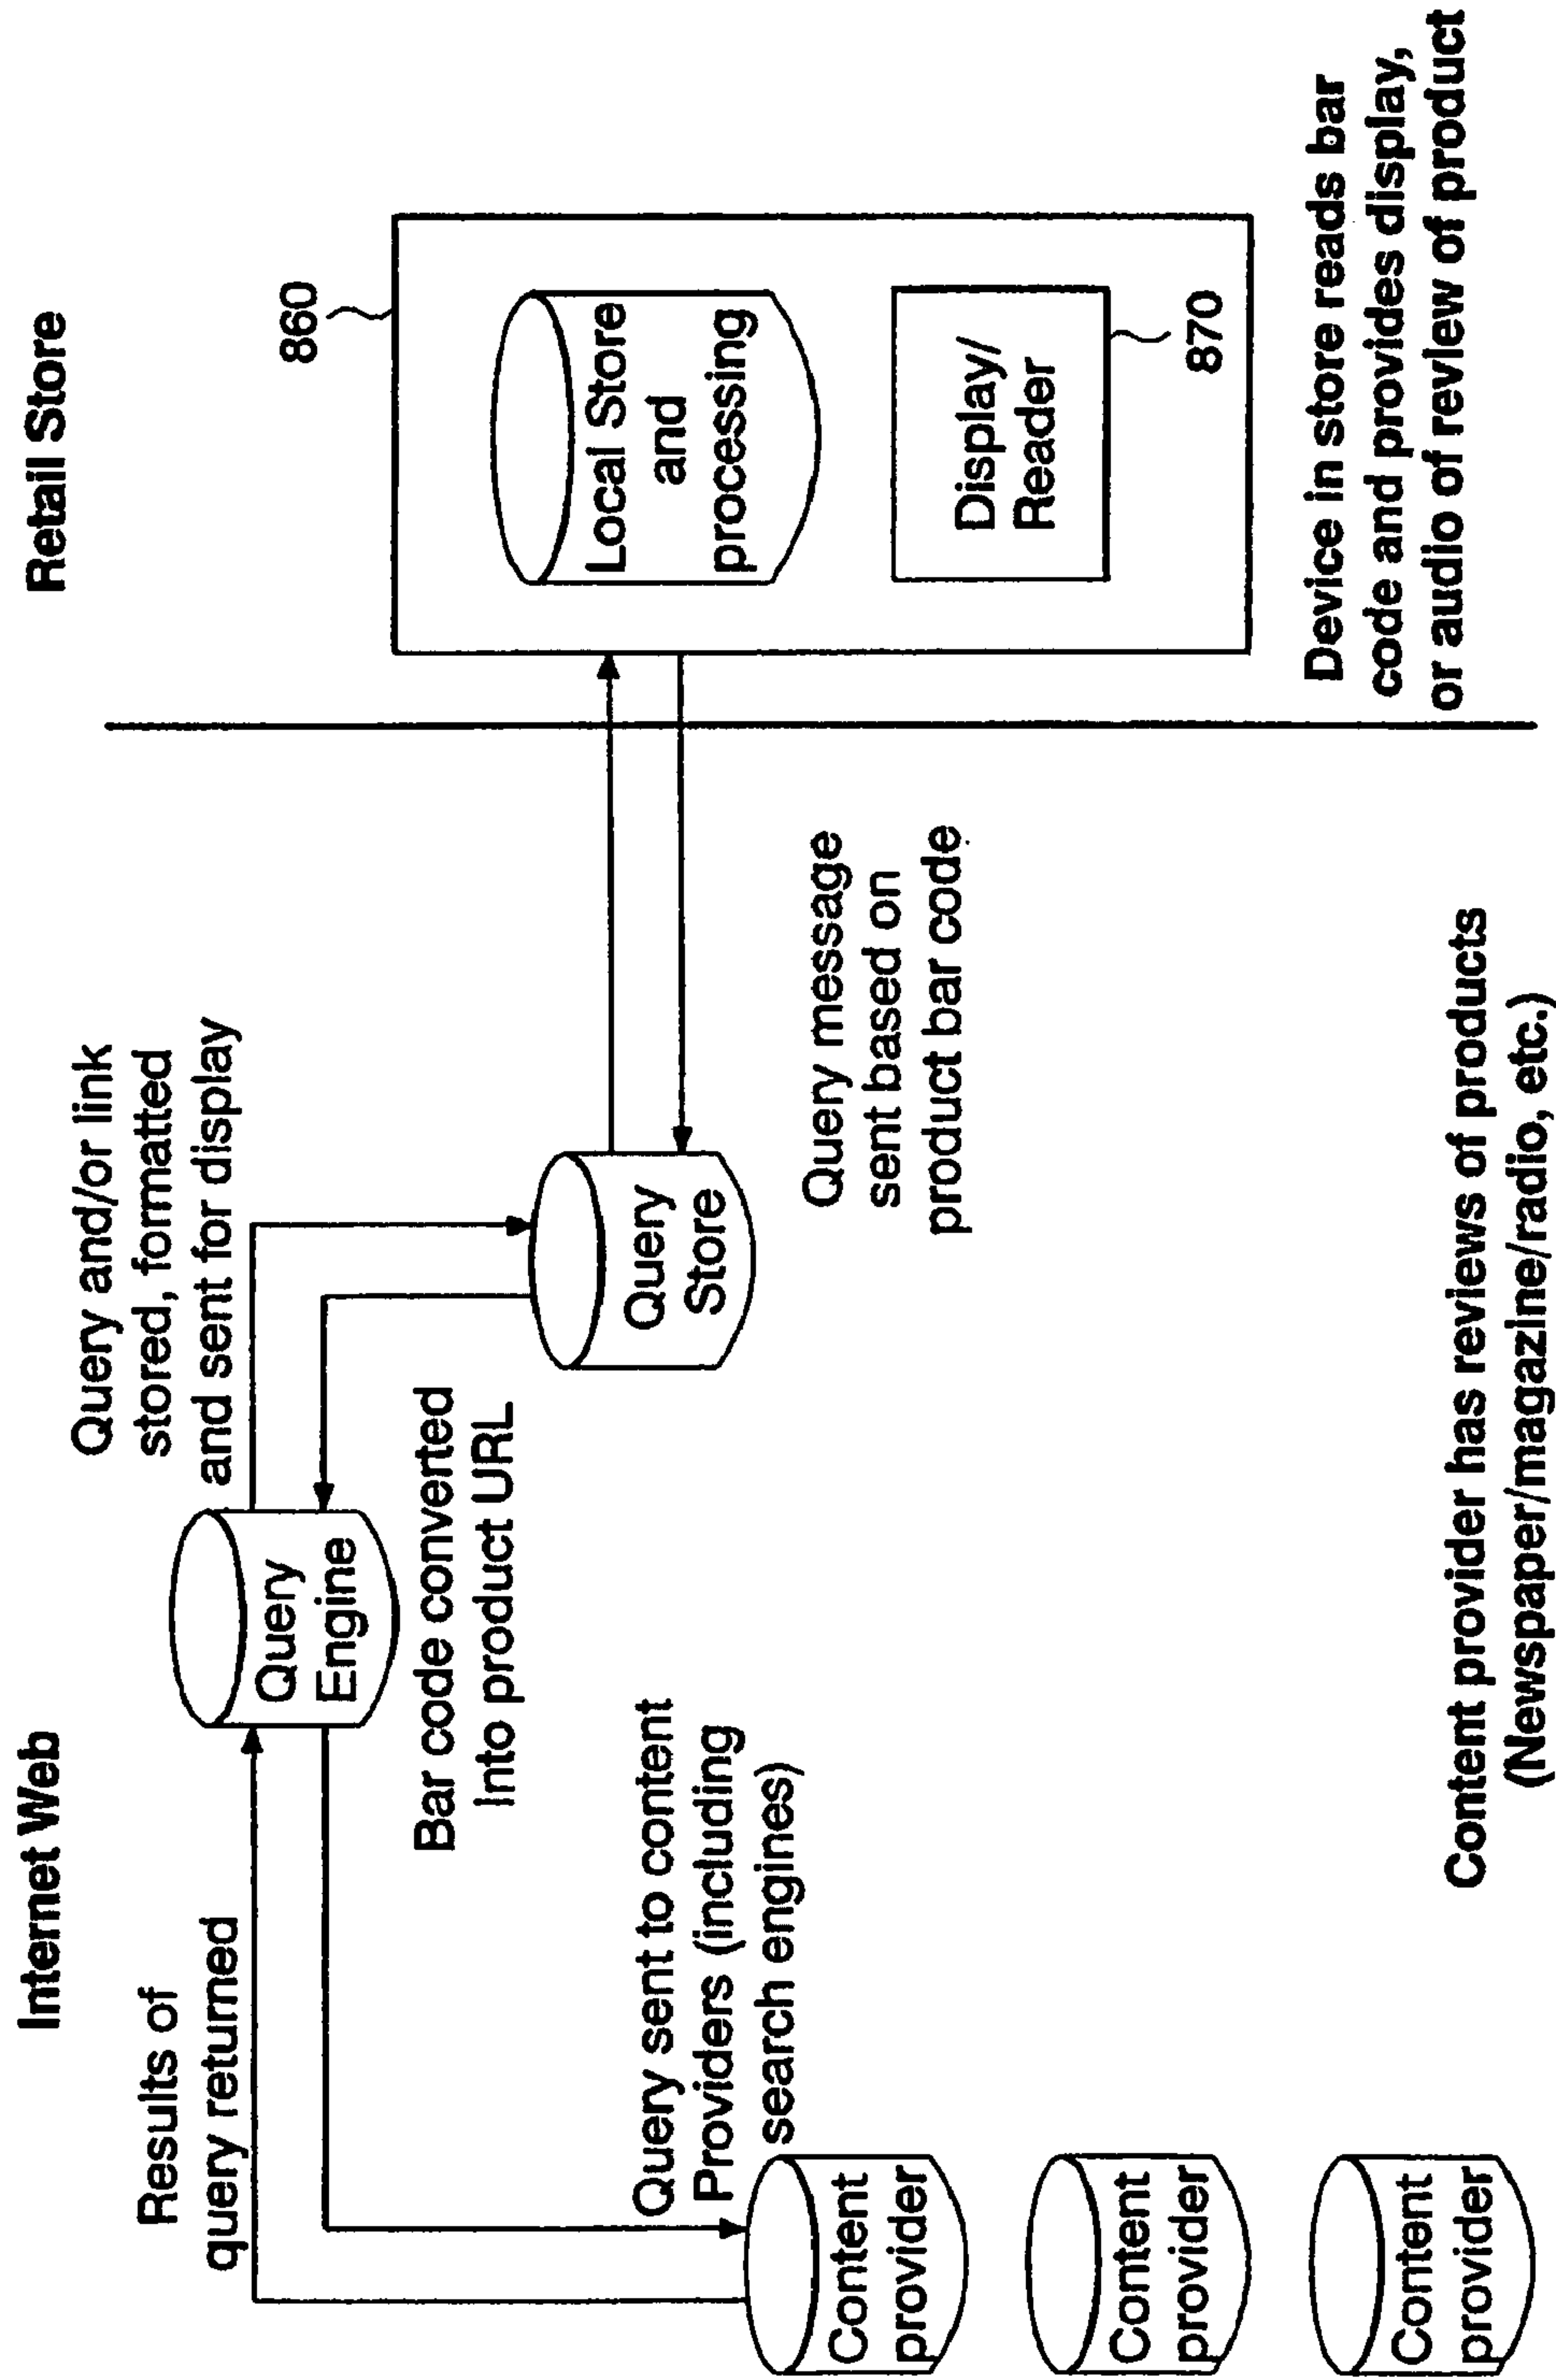 Internet Web
Retail Store
Results of
query returned
Query and/or link
stored, formatted
and sent for display
860
Query
Engine
Bar code converted
Into product URL
Query
Store
Local Store
and
processing
Query sent to content
Providers (including
search engines)
Query message
sent based on
product bar code
Display/
Reader
870
Content
provider
Content
provider
Content
provider
Content provider has reviews of products
(Newspaper/magazine/radio, etc.)
Device in store reads bar
code and provides display,
or audio of review of product